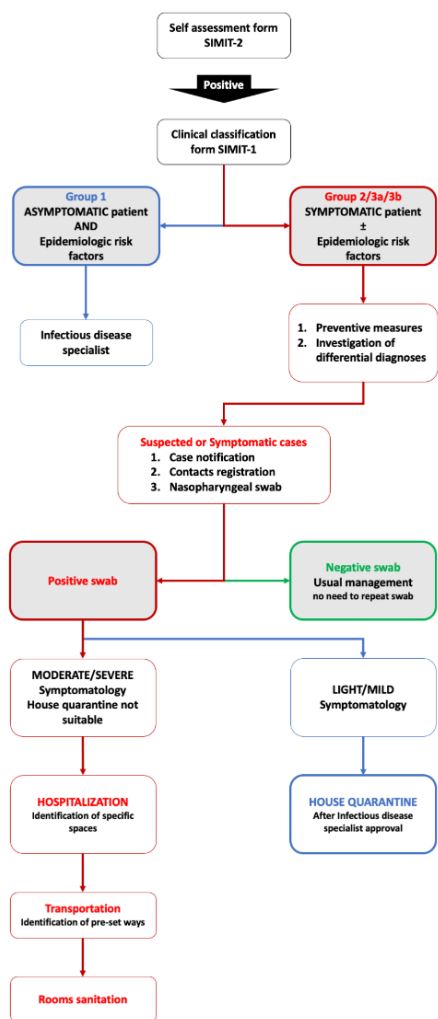 Self assessment form
SIMIT-2
Positive
Clinical classification
form SIMIT-1
Group 1
ASYMPTOMATIC patient
AND
Epidemiologic risk
factors
Group 2/3a/3b
SYMPTOMATIC patient
±
Epidemiologic risk
factors
Infectious disease
specialist
1. Preventive measures
2. Investigation of
differential diagnoses
Suspected or Symptomatic cases
1. Case notification
2. Contacts registration
3. Nasopharyngeal swab
Positive swab
Negative swab
Usual management
no need to repeat swab
MODERATE/SEVERE
Symptomatology
House quarantine not
suitable
LIGHT/MILD
Symptomatology
HOSPITALIZATION
Identification of specific
spaces
HOUSE QUARANTINE
After Infectious disease
specialist approval
Transportation
Identification of pre-set ways
Rooms sanitation